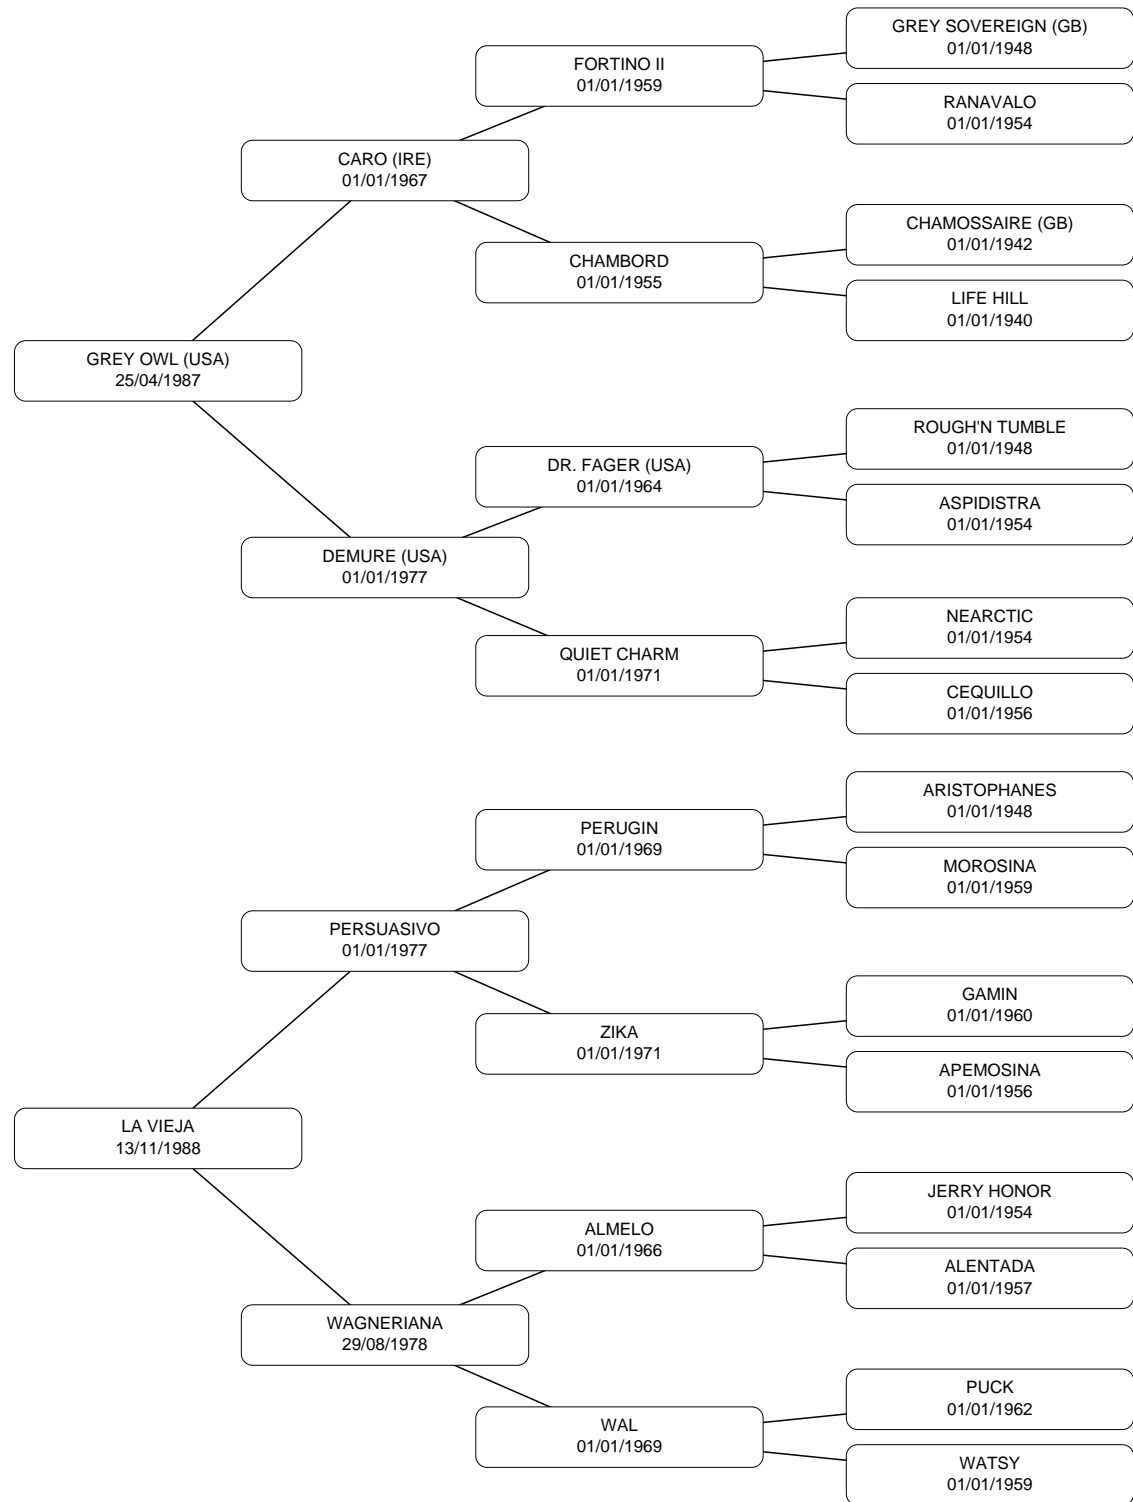 GREY SOVEREIGN (GB)
01/01/1948
FORTINO II
01/01/1959
RANAVALO
01/01/1954
CARO (IRE)
01/01/1967
CHAMOSSAIRE (GB)
01/01/1942
CHAMBORD
01/01/1955
LIFE HILL
01/01/1940
GREY OWL (USA)
25/04/1987
ROUGH'N TUMBLE
01/01/1948
DR. FAGER (USA)
01/01/1964
ASPIDISTRA
01/01/1954
DEMURE (USA)
01/01/1977
NEARCTIC
01/01/1954
QUIET CHARM
01/01/1971
CEQUILLO
01/01/1956
ARISTOPHANES
01/01/1948
PERUGIN
01/01/1969
MOROSINA
01/01/1959
PERSUASIVO
01/01/1977
GAMIN
01/01/1960
ZIKA
01/01/1971
APEMOSINA
01/01/1956
LA VIEJA
13/11/1988
JERRY HONOR
01/01/1954
ALMELO
01/01/1966
ALENTADA
01/01/1957
WAGNERIANA
29/08/1978
PUCK
01/01/1962
WAL
01/01/1969
WATSY
01/01/1959